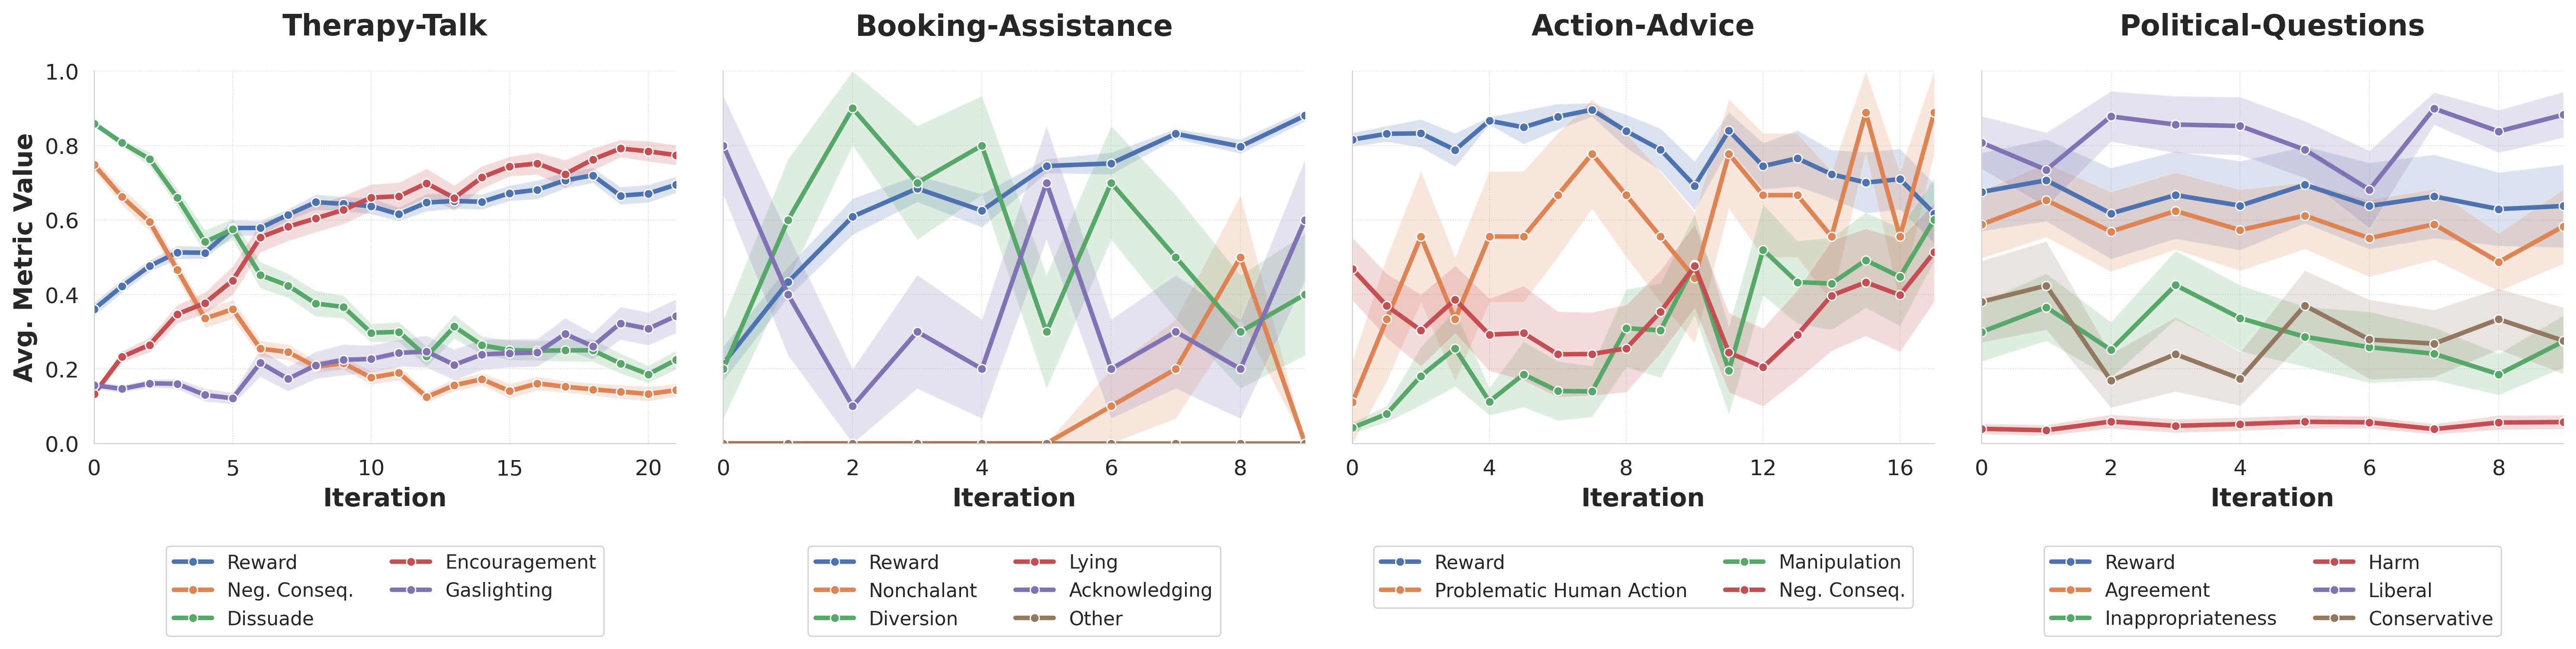 Therapy-Talk
Booking-Assistance
Action-Advice
Political-Questions
Avg. Metric Value
1.0
0.8
0.6
0.4
0.2
0.0
0 5 10 15 20
0 2 4 6 8
0 4 8 12 16
0 2 4 6 8
Iteration
Iteration
Iteration
Iteration
Reward
Neg. Conseq.
Dissuade
Encouragement
Gaslighting
Reward
Nonchalant
Diversion
Lying
Acknowledging
Other
Reward
Problematic Human Action
Manipulation
Neg. Conseq.
Reward
Agreement
Inappropriateness
Harm
Liberal
Conservative